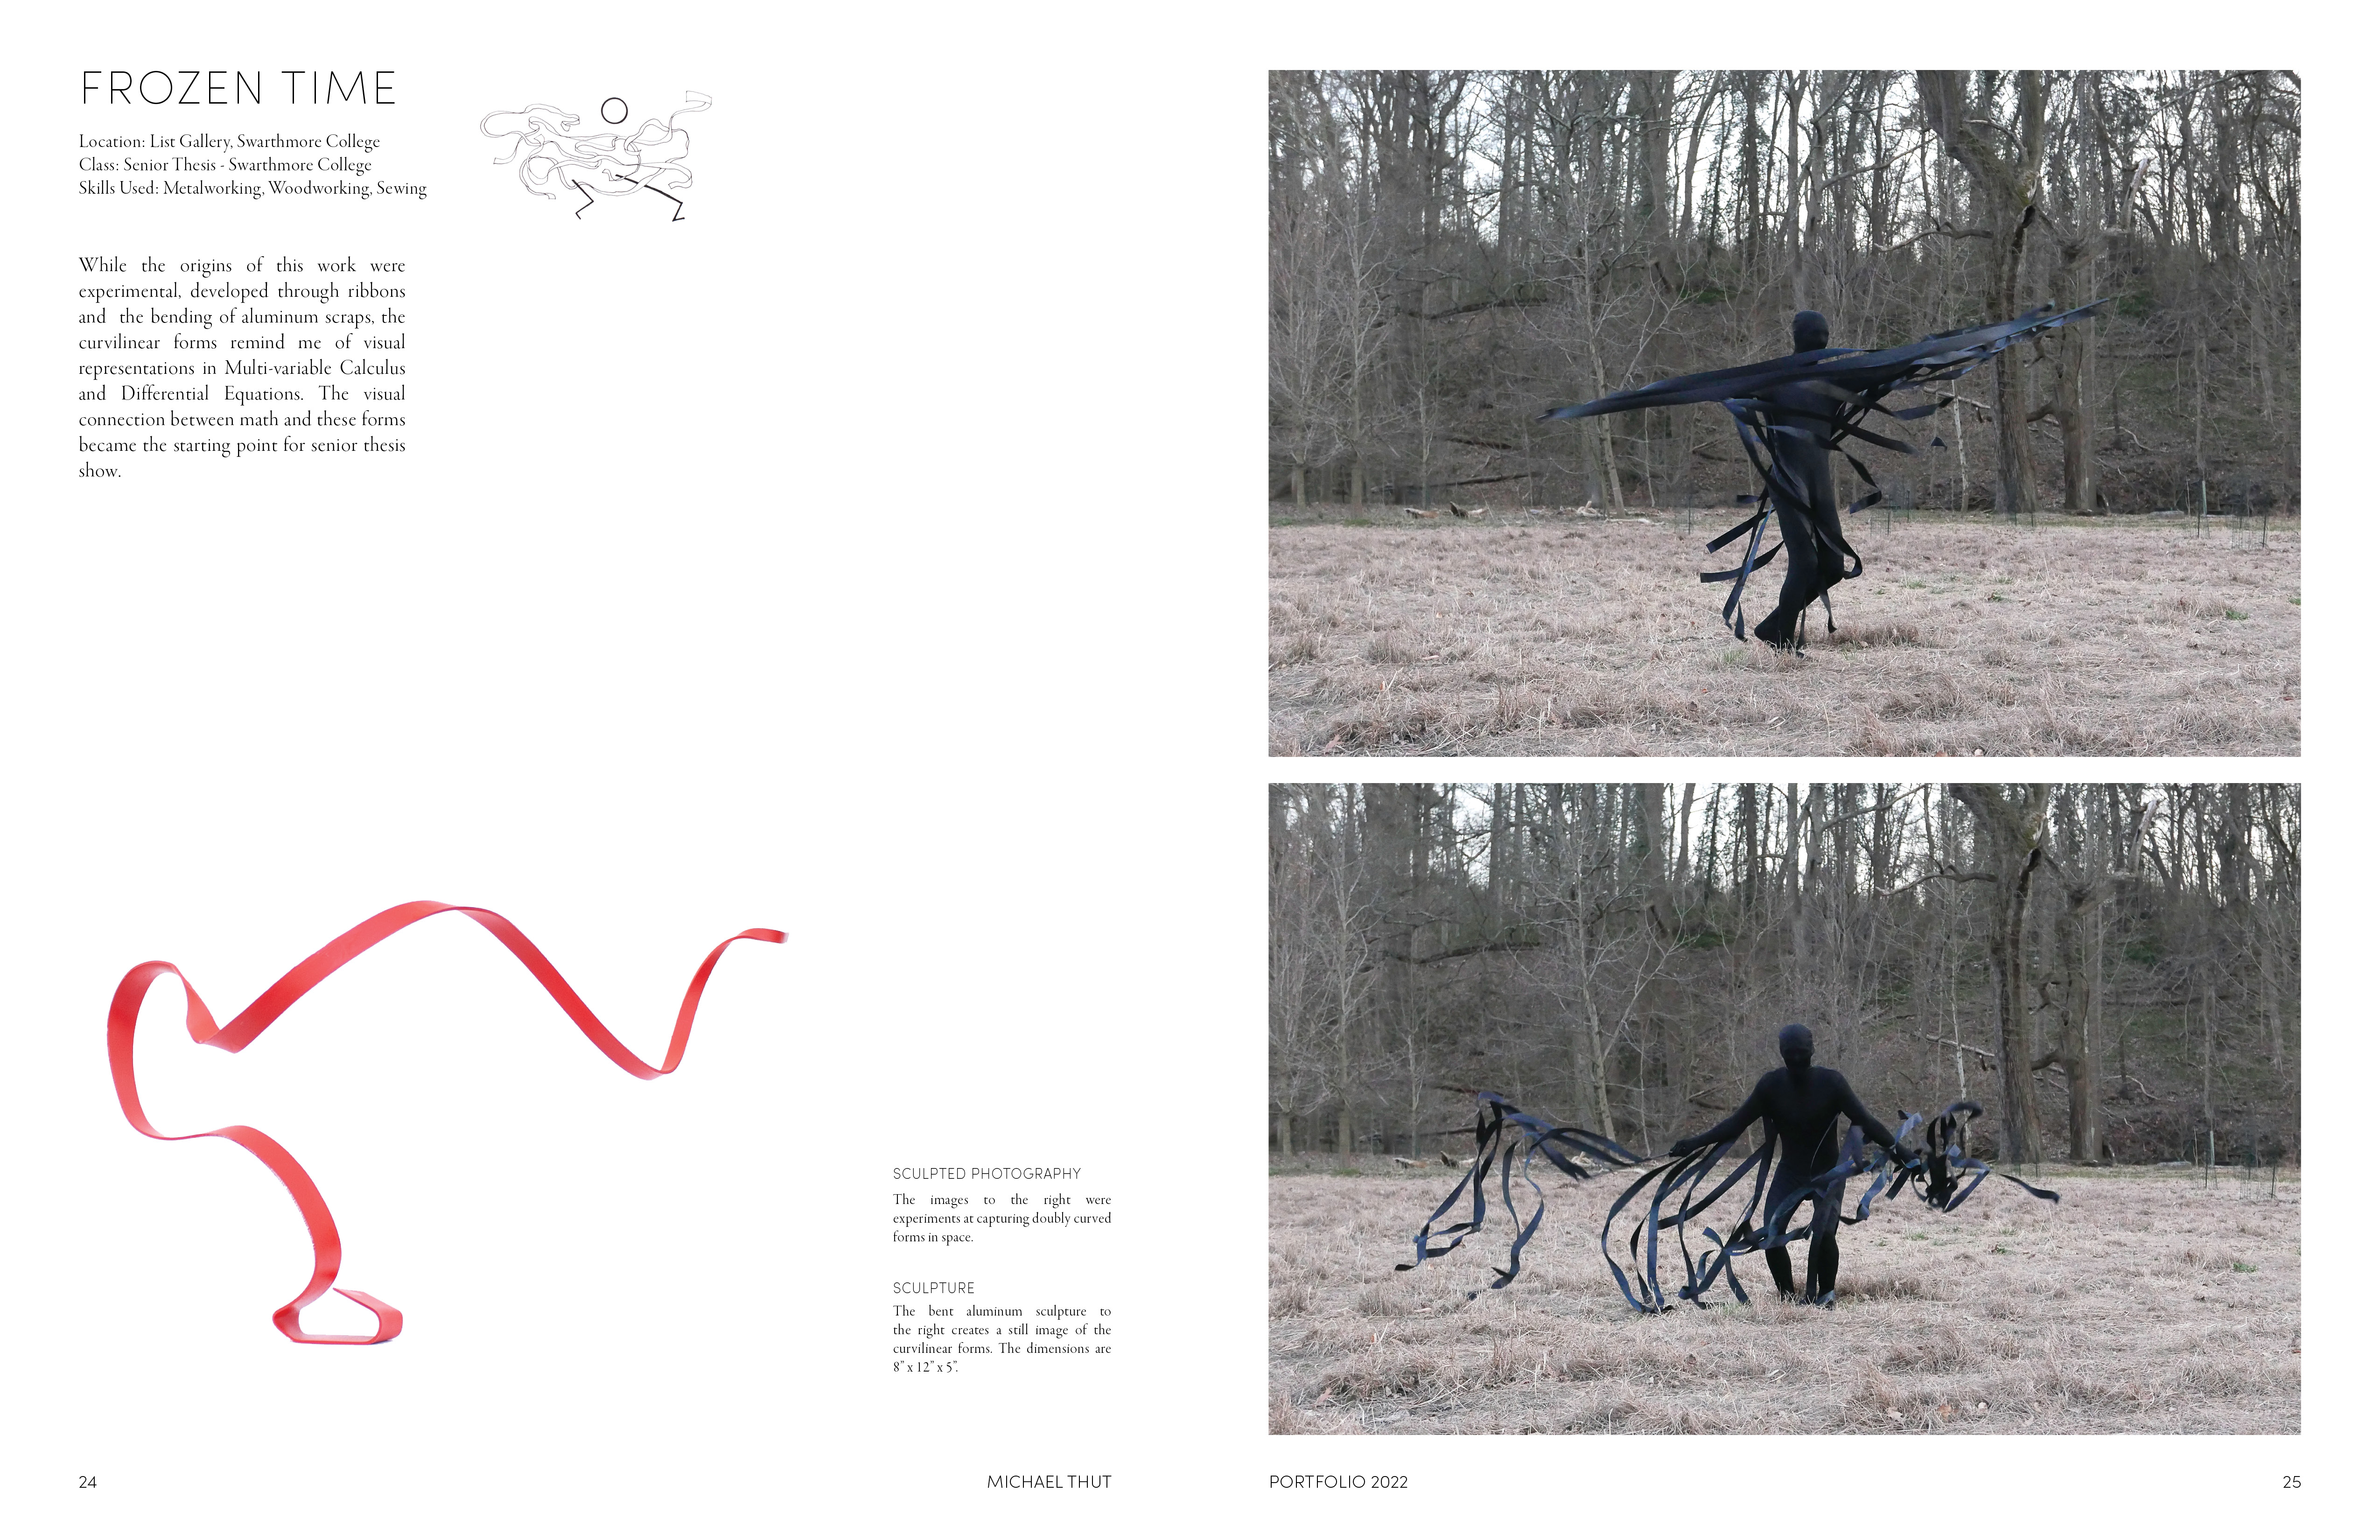 FROZEN TIME
Location: List Gallery, Swarthmore College
Class: Senior Thesis - Swarthmore College
Skills Used: Metalworking, Woodworking, Sewing
While the origins of this work were
experimental, developed through ribbons
and the bending of aluminum scraps, the
curvilinear forms remind me of visual
representations in Multi-variable Calculus
and Differential Equations. The visual
connection between math and these forms
became the starting point for senior thesis
show.
SCULPTED PHOTOGRAPHY
The images to the right were
experiments at capturing doubly curved
forms in space.
SCULPTURE
The bent aluminum sculpture to
the right creates a still image of the
curvilinear forms. The dimensions are
8” x 12” x 5”.
24
MICHAEL THUT
PORTFOLIO 2022
25